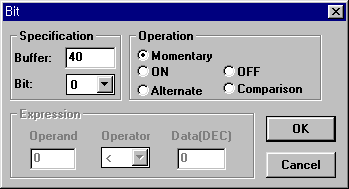 Bit
Specification
Buffer: 40
Bit: 0
Operation
Momentary
ON OFF
Alternate Comparison
Expression
Operand Operator Data(DEC)
0 < 0
OK
Cancel